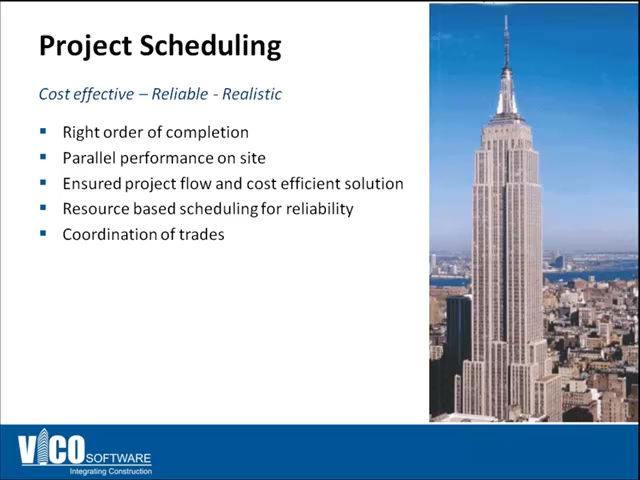 Project Scheduling
Cost effective – Reliable - Realistic
Right order of completion
Parallel performance on site
Ensured project flow and cost efficient solution
Resource based scheduling for reliability
Coordination of trades
VICO SOFTWARE
Integrating Construction